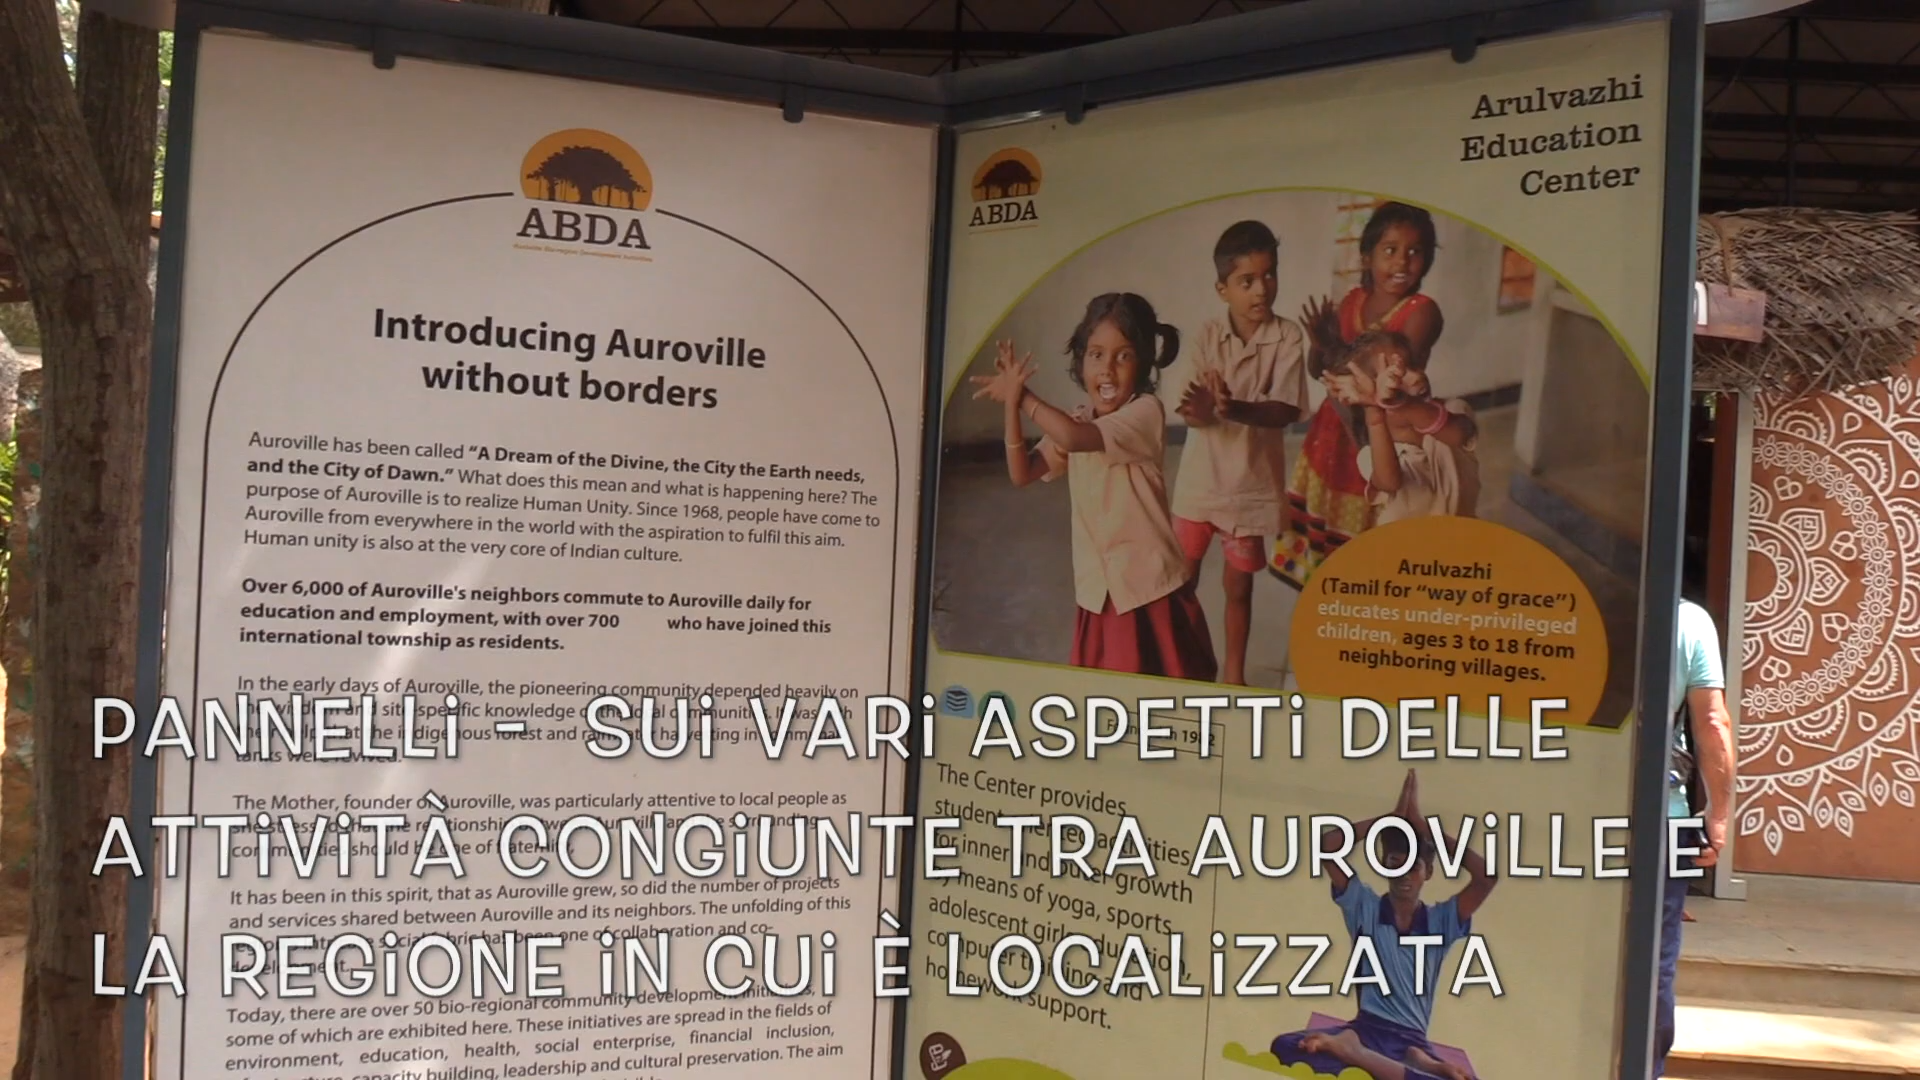 ABDA
Introducing Auroville
without borders
Auroville has been called “A Dream of the Divine, the City the Earth needs,
and the City of Dawn.” What does this mean and what is happening here? The
purpose of Auroville is to realize Human Unity. Since 1968, people have come to
Auroville from everywhere in the world with the aspiration to fulfil this aim.
Human unity is also at the very core of Indian culture.
Over 6,000 of Auroville's neighbors commute to Auroville daily for
education and employment, with over 700 who have joined this
international township as residents.
In the early days of Auroville, the pioneering community depended heavily on
The Mother, founder of Auroville, was particularly attentive to local people as
It has been in this spirit, that as Auroville grew, so did the number of projects
and services shared between Auroville and its neighbors. The unfolding of this
Today, there are over 50 bio-regional community development
some of which are exhibited here. These initiatives are spread in the fields of
environment, education, health, social enterprise, financial inclusion,
capacity building, leadership and cultural preservation. The aim
Arulvazhi
Education
Center
ABDA
Arulvazhi
(Tamil for “way of grace”)
educates under-privileged
children, ages 3 to 18 from
neighboring villages.
The Center provides
for inner and outer growth
by means of yoga, sports,
adolescent girls education,
computer training and
homework support.
PANNELLI - SUI VARI ASPETTI DELLE
ATTIVITÀ CONGIUNTE TRA AUROVILLE E
LA REGIONE IN CUI È LOCALIZZATA